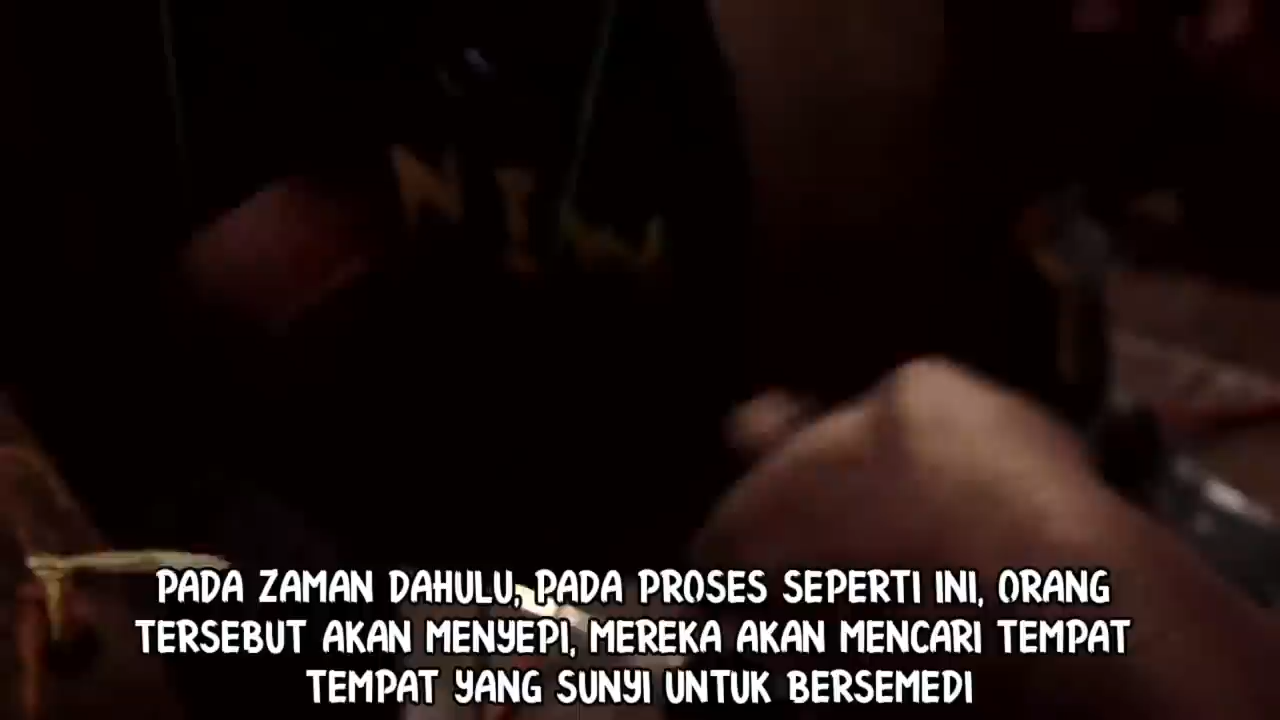 PADA ZAMAN DAHULU, PADA PROSES SEPERTI INI, ORANG
TERSEBUT AKAN MENYEPI, MEREKA AKAN MENCARI TEMPAT
TEMPAT YANG SUNYI UNTUK BERSEMEDI